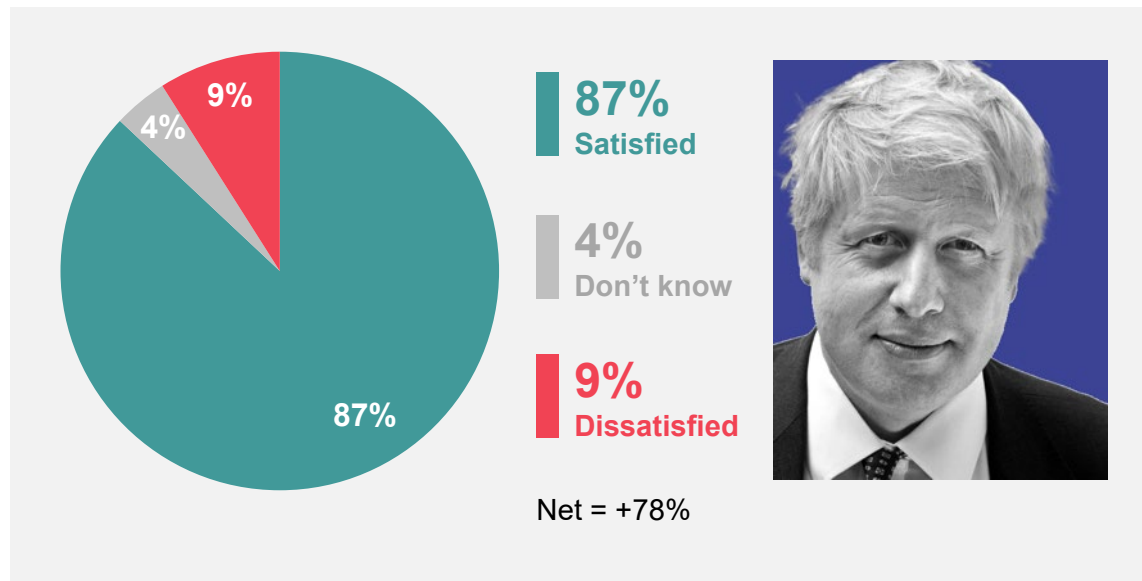 9%
4%
87%
87%
Satisfied
4%
Don’t know
9%
Dissatisfied
Net = +78%